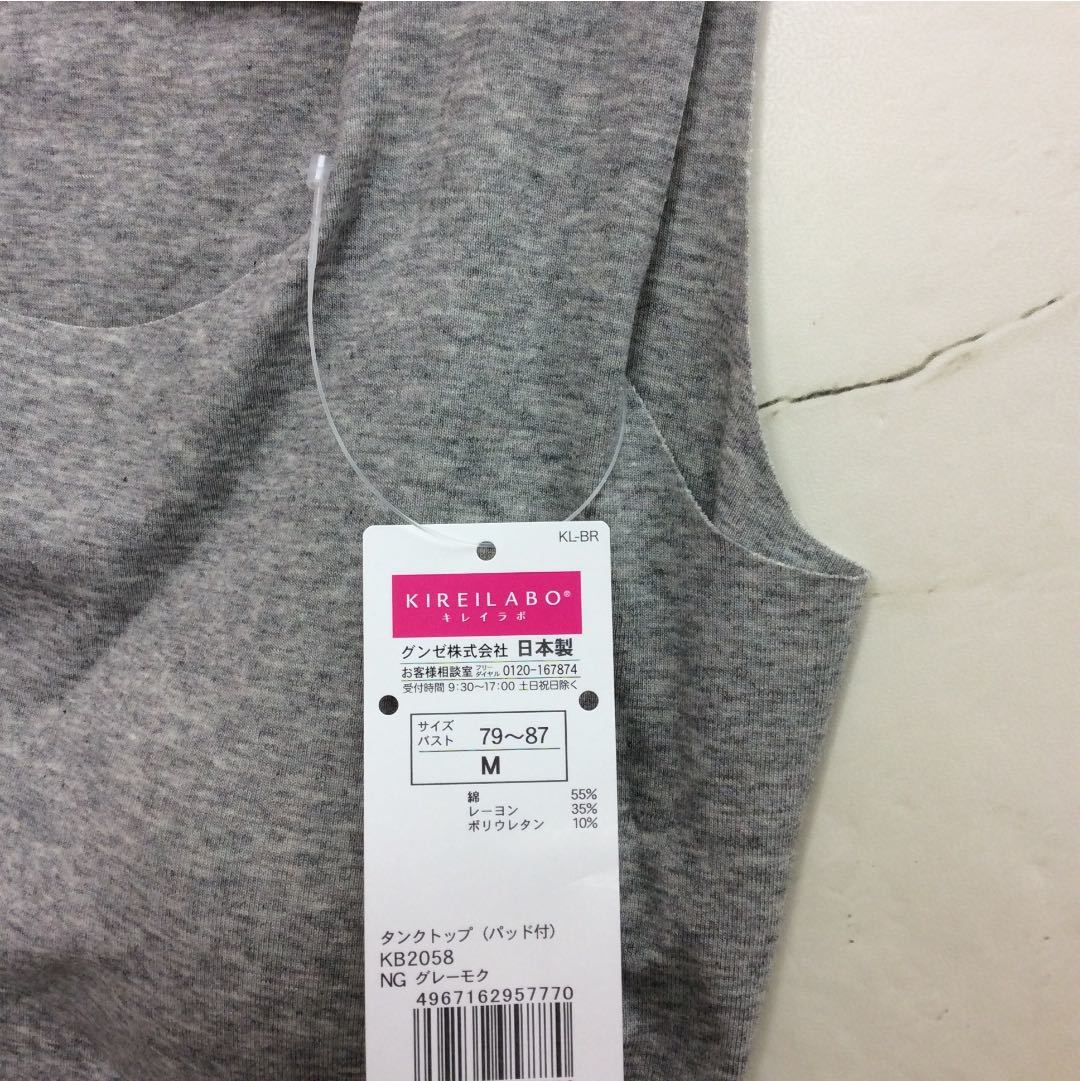 KL-BR
KIREILABO®
キレイラボ
グンゼ株式会社 日本製
お客様相談室 フリーダイヤル 0120-167874
受付時間 9:30〜17:00 土日祝日除く
サイズ
バスト 79〜87
M
綿 55%
レーヨン 35%
ポリウレタン 10%
タンクトップ（パッド付）
KB2058
NG グレーモク
4967162957770